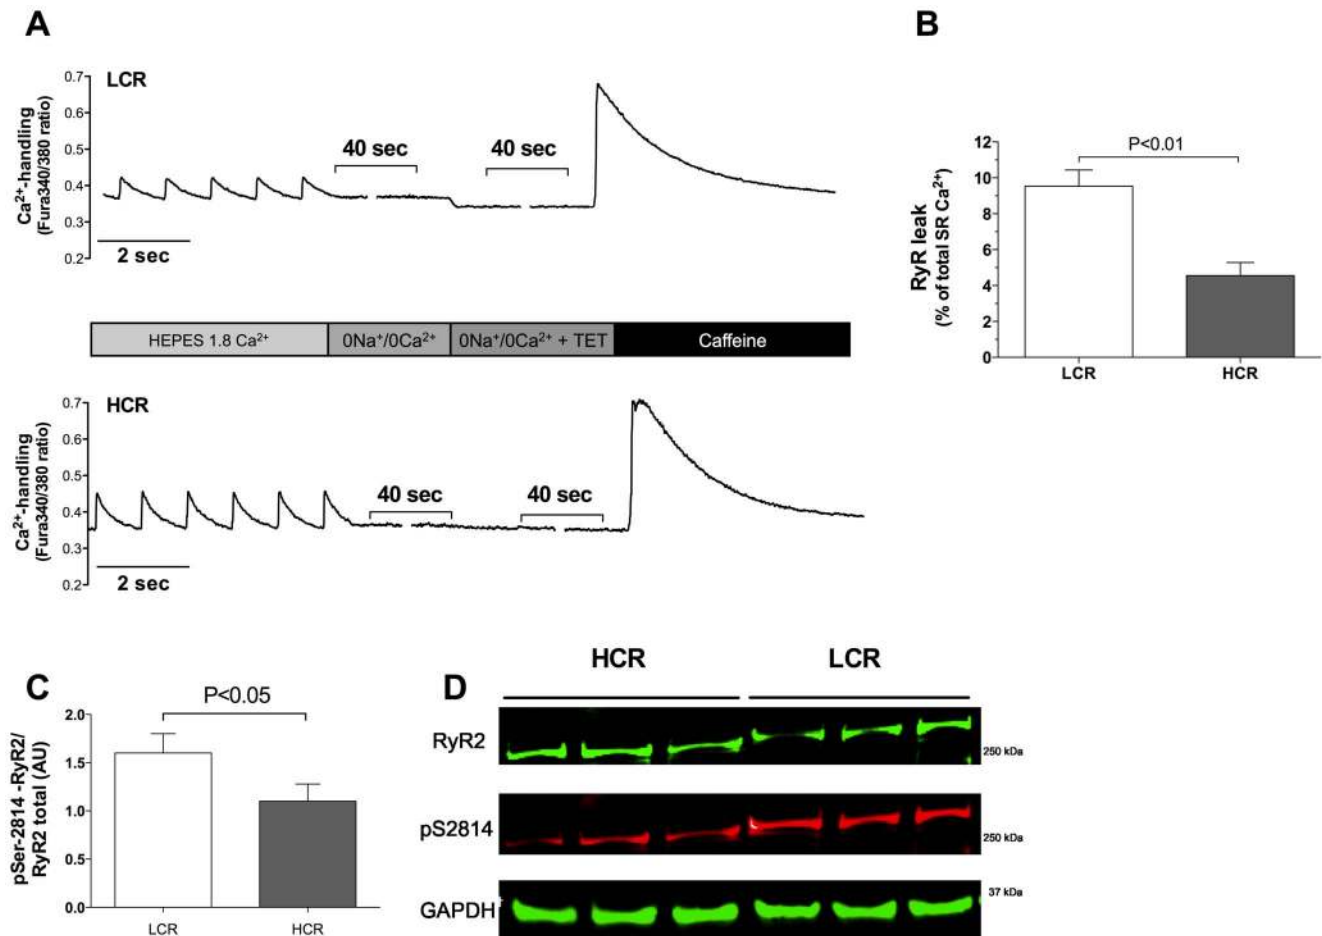 A
LCR
Ca²⁺-handling
(Fura340/380 ratio)
0.7
0.6
0.5
0.4
0.3
0.2
40 sec
40 sec
2 sec
HEPES 1.8 Ca²⁺
0Na⁺/0Ca²⁺
0Na⁺/0Ca²⁺ + TET
Caffeine
HCR
Ca²⁺-handling
(Fura340/380 ratio)
0.7
0.6
0.5
0.4
0.3
0.2
40 sec
40 sec
2 sec
B
RyR leak
(% of total SR Ca²⁺)
12
10
8
6
4
2
0
P<0.01
LCR
HCR
C
pSer-2814 -RyR2/
RyR2 total (AU)
2.0
1.5
1.0
0.5
0.0
P<0.05
LCR
HCR
D
HCR
LCR
RyR2
250 kDa
pS2814
250 kDa
GAPDH
37 kDa